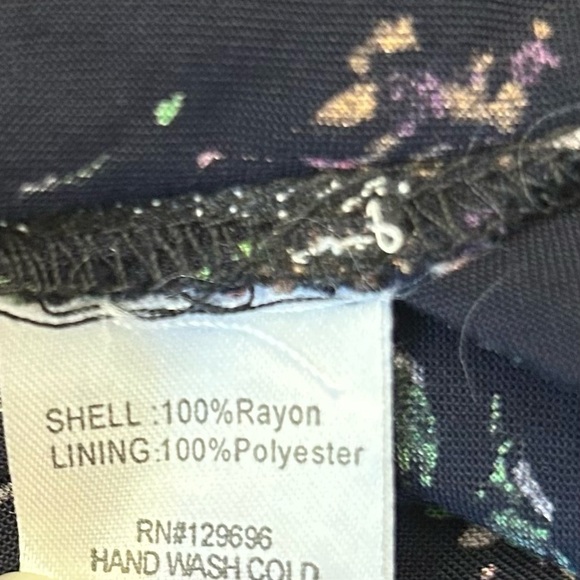 SHELL :100%Rayon
LINING:100%Polyester
RN#129696
HAND WASH COLD